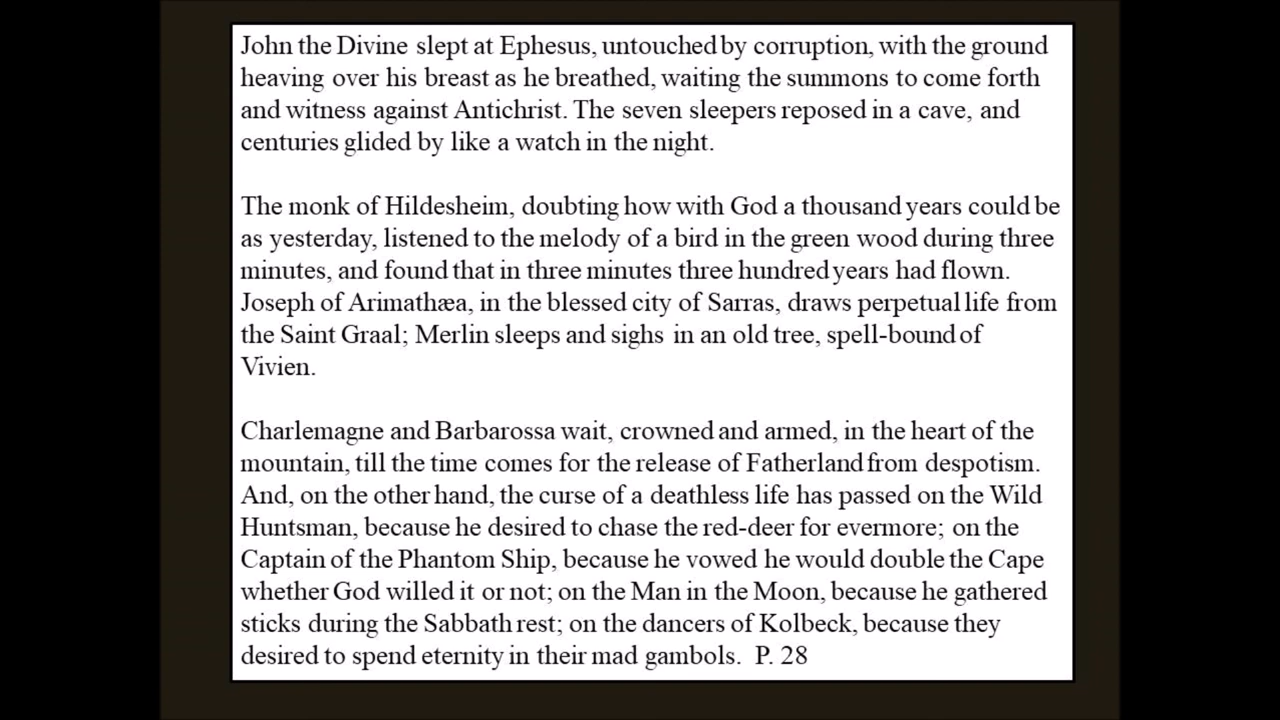 John the Divine slept at Ephesus, untouched by corruption, with the ground
heaving over his breast as he breathed, waiting the summons to come forth
and witness against Antichrist. The seven sleepers reposed in a cave, and
centuries glided by like a watch in the night.
The monk of Hildesheim, doubting how with God a thousand years could be
as yesterday, listened to the melody of a bird in the green wood during three
minutes, and found that in three minutes three hundred years had flown.
Joseph of Arimathæa, in the blessed city of Sarras, draws perpetual life from
the Saint Graal; Merlin sleeps and sighs in an old tree, spell-bound of
Vivien.
Charlemagne and Barbarossa wait, crowned and armed, in the heart of the
mountain, till the time comes for the release of Fatherland from despotism.
And, on the other hand, the curse of a deathless life has passed on the Wild
Huntsman, because he desired to chase the red-deer for evermore; on the
Captain of the Phantom Ship, because he vowed he would double the Cape
whether God willed it or not; on the Man in the Moon, because he gathered
sticks during the Sabbath rest; on the dancers of Kolbeck, because they
desired to spend eternity in their mad gambols. P. 28